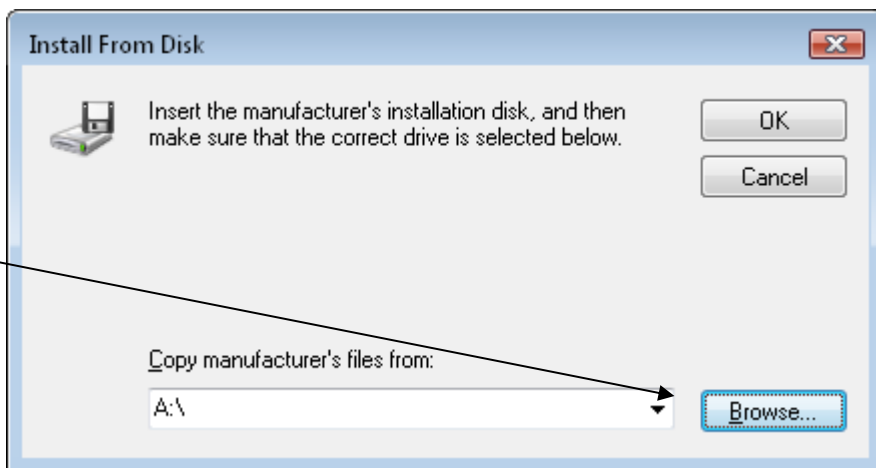 Install From Disk
Insert the manufacturer's installation disk, and then
make sure that the correct drive is selected below.
OK
Cancel
Copy manufacturer's files from:
A:\
Browse...